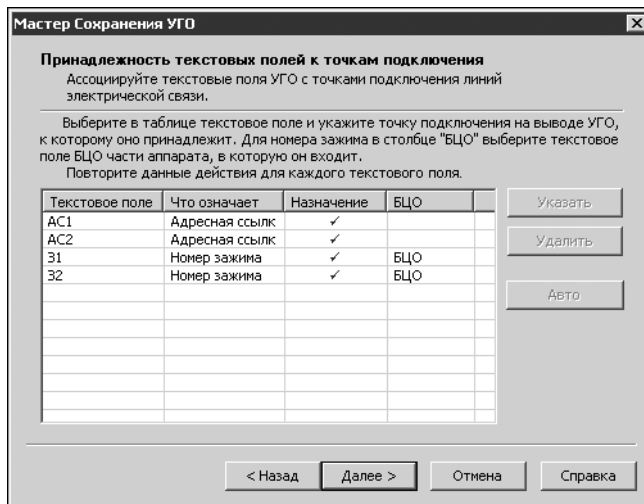 Мастер Сохранения УГО
Принадлежность текстовых полей к точкам подключения
Ассоциируйте текстовые поля УГО с точками подключения линий
электрической связи.
Выберите в таблице текстовое поле и укажите точку подключения на выводе УГО,
к которому оно принадлежит. Для номера зажима в столбце "БЦО" выберите текстовое
поле БЦО части аппарата, в которую он входит.
Повторите данные действия для каждого текстового поля.
Текстовое поле Что означает Назначение БЦО
АС1 Адресная ссылк ✓
АС2 Адресная ссылк ✓
З1 Номер зажима ✓ БЦО
З2 Номер зажима ✓ БЦО
Указать
Удалить
Авто
< Назад Далее > Отмена Справка